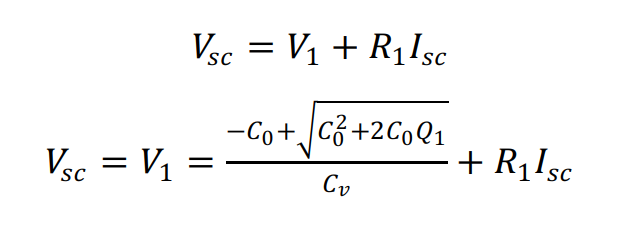 V_{sc} = V_1 + R_1 I_{sc}
V_{sc} = V_1 = \frac{-C_0 + \sqrt{C_0^2 + 2C_0 Q_1}}{C_v} + R_1 I_{sc}